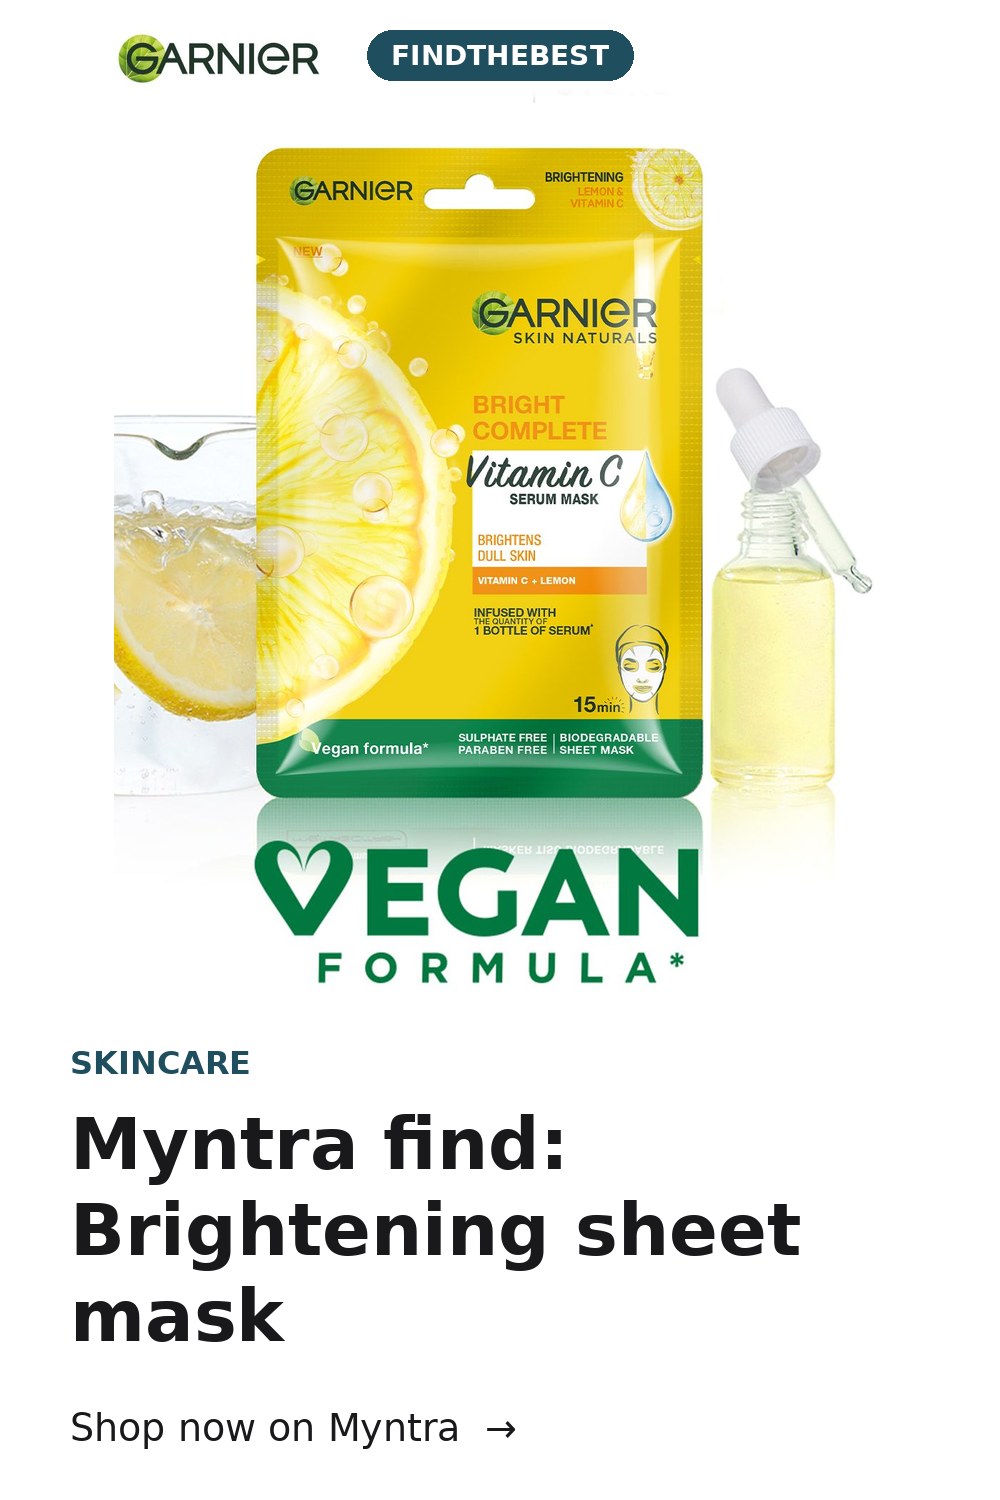 GARNIER
FINDTHEBEST
GARNIER
BRIGHTENING
LEMON &
VITAMIN C
NEW
GARNIER
SKIN NATURALS
BRIGHT
COMPLETE
Vitamin C
SERUM MASK
BRIGHTENS
DULL SKIN
VITAMIN C + LEMON
INFUSED WITH
THE QUANTITY OF
1 BOTTLE OF SERUM*
15min
Vegan formula*
SULPHATE FREE | BIODEGRADABLE
PARABEN FREE | SHEET MASK
VEGAN
FORMULA*
SKINCARE
Myntra find:
Brightening sheet
mask
Shop now on Myntra →